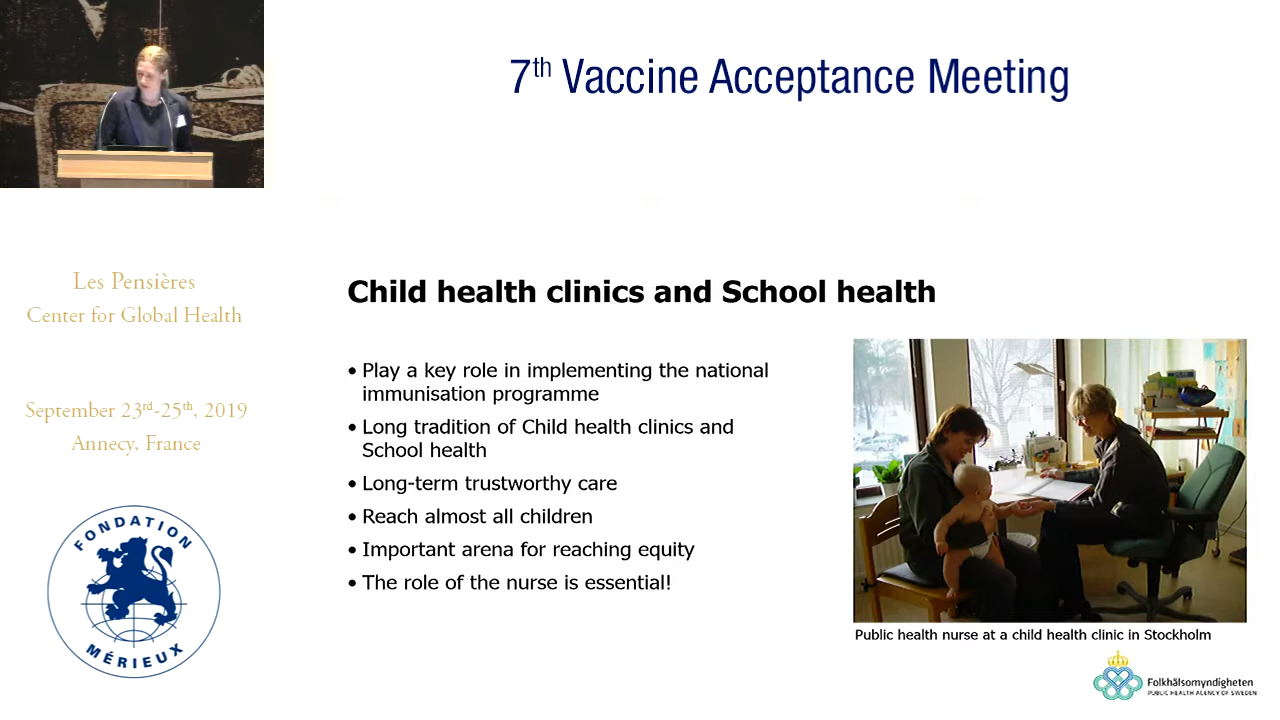 7th Vaccine Acceptance Meeting
Les Pensières
Center for Global Health
September 23rd-25th, 2019
Annecy, France
FONDATION
MÉRIEUX
Child health clinics and School health
• Play a key role in implementing the national
immunisation programme
• Long tradition of Child health clinics and
School health
• Long-term trustworthy care
• Reach almost all children
• Important arena for reaching equity
• The role of the nurse is essential!
Public health nurse at a child health clinic in Stockholm
Folkhälsomyndigheten
PUBLIC HEALTH AGENCY OF SWEDEN